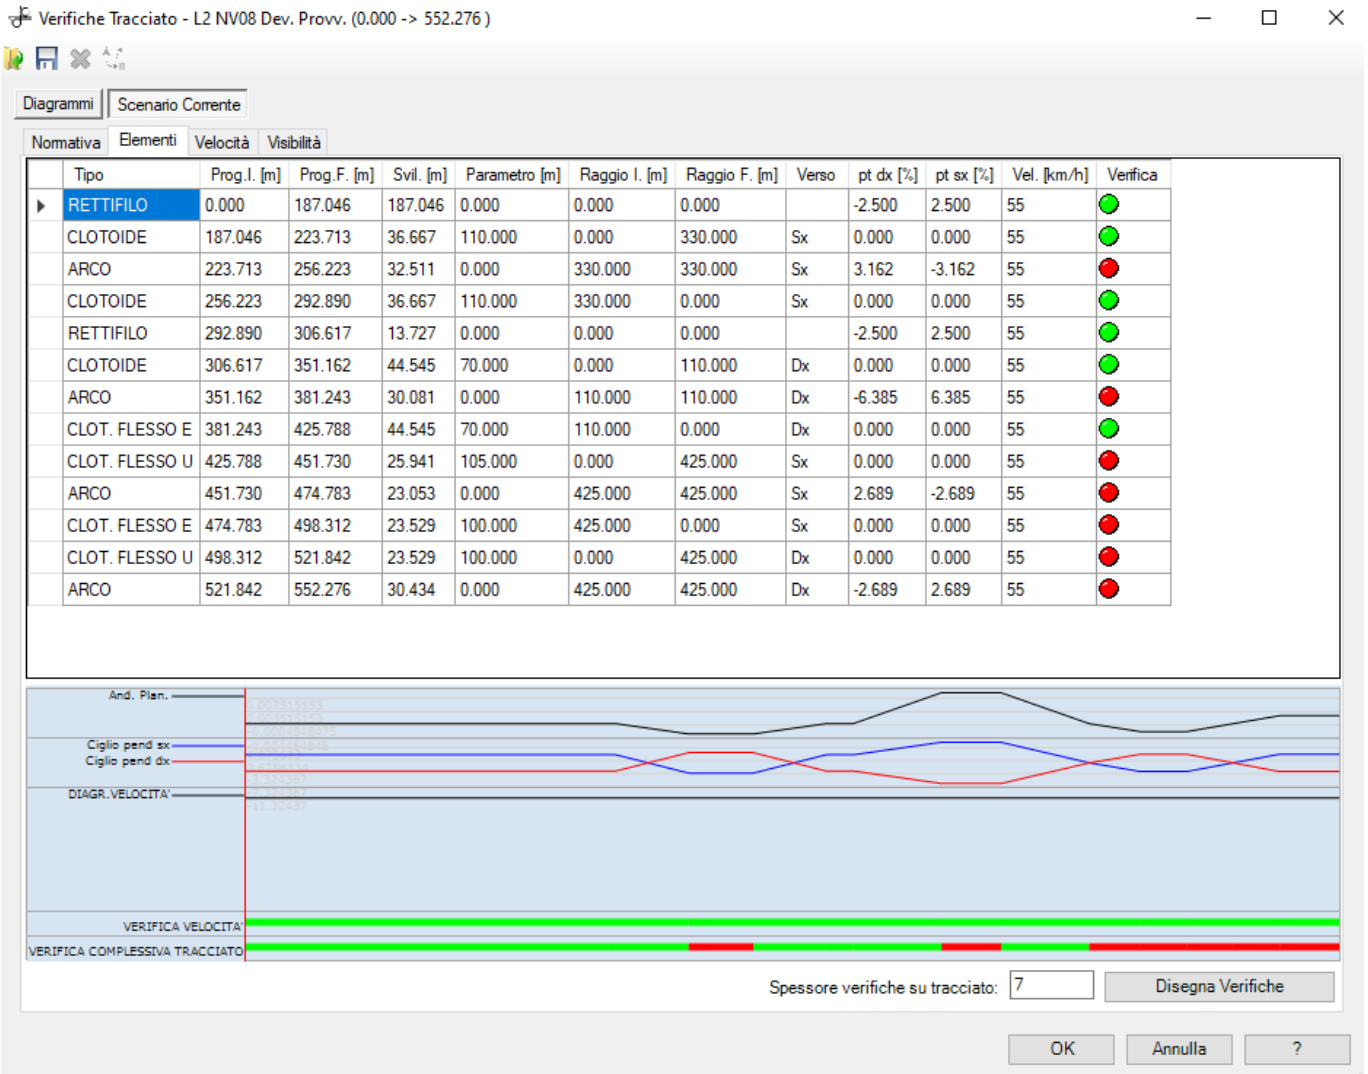 Verifiche Tracciato - L2 NV08 Dev. Provv. (0.000 -> 552.276 )
Diagrammi Scenario Corrente
Normativa Elementi Velocità Visibilità
Tipo Prog.I. [m] Prog.F. [m] Svil. [m] Parametro [m] Raggio I. [m] Raggio F. [m] Verso pt dx [%] pt sx [%] Vel. [km/h] Verifica
RETTIFILO 0.000 187.046 187.046 0.000 0.000 0.000 -2.500 2.500 55
CLOTOIDE 187.046 223.713 36.667 110.000 0.000 330.000 Sx 0.000 0.000 55
ARCO 223.713 256.223 32.511 0.000 330.000 330.000 Sx 3.162 -3.162 55
CLOTOIDE 256.223 292.890 36.667 110.000 330.000 0.000 Sx 0.000 0.000 55
RETTIFILO 292.890 306.617 13.727 0.000 0.000 0.000 -2.500 2.500 55
CLOTOIDE 306.617 351.162 44.545 70.000 0.000 110.000 Dx 0.000 0.000 55
ARCO 351.162 381.243 30.081 0.000 110.000 110.000 Dx -6.385 6.385 55
CLOT. FLESSO E 381.243 425.788 44.545 70.000 110.000 0.000 Dx 0.000 0.000 55
CLOT. FLESSO U 425.788 451.730 25.941 105.000 0.000 425.000 Sx 0.000 0.000 55
ARCO 451.730 474.783 23.053 0.000 425.000 425.000 Sx 2.689 -2.689 55
CLOT. FLESSO E 474.783 498.312 23.529 100.000 425.000 0.000 Sx 0.000 0.000 55
CLOT. FLESSO U 498.312 521.842 23.529 100.000 0.000 425.000 Dx 0.000 0.000 55
ARCO 521.842 552.276 30.434 0.000 425.000 425.000 Dx -2.689 2.689 55
And. Plan.
Ciglio pend sx
Ciglio pend dx
DIAGR.VELOCITA'
-11.32437
VERIFICA VELOCITA'
VERIFICA COMPLESSIVA TRACCIATO
Spessore verifiche su tracciato: 7 Disegna Verifiche
OK Annulla ?